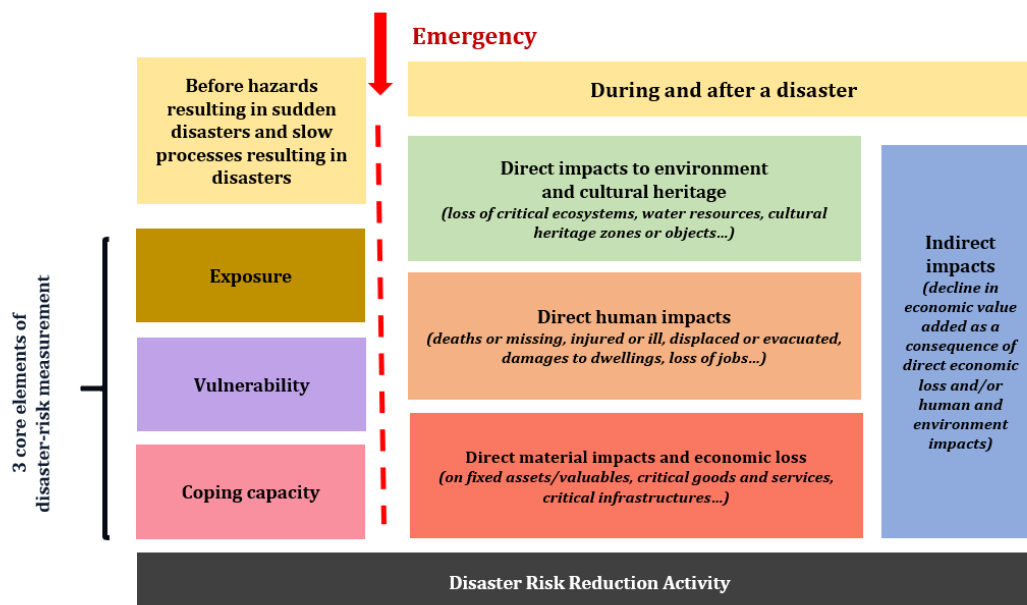 Emergency
Before hazards
resulting in sudden
disasters and slow
processes resulting in
disasters
During and after a disaster
3 core elements of
disaster-risk measurement
Exposure
Vulnerability
Coping capacity
Direct impacts to environment
and cultural heritage
(loss of critical ecosystems, water resources, cultural
heritage zones or objects...)
Direct human impacts
(deaths or missing, injured or ill, displaced or evacuated,
damages to dwellings, loss of jobs...)
Direct material impacts and economic loss
(on fixed assets/valuables, critical goods and services,
critical infrastructures...)
Indirect
impacts
(decline in
economic value
added as a
consequence of
direct economic
loss and/or
human and
environment
impacts)
Disaster Risk Reduction Activity